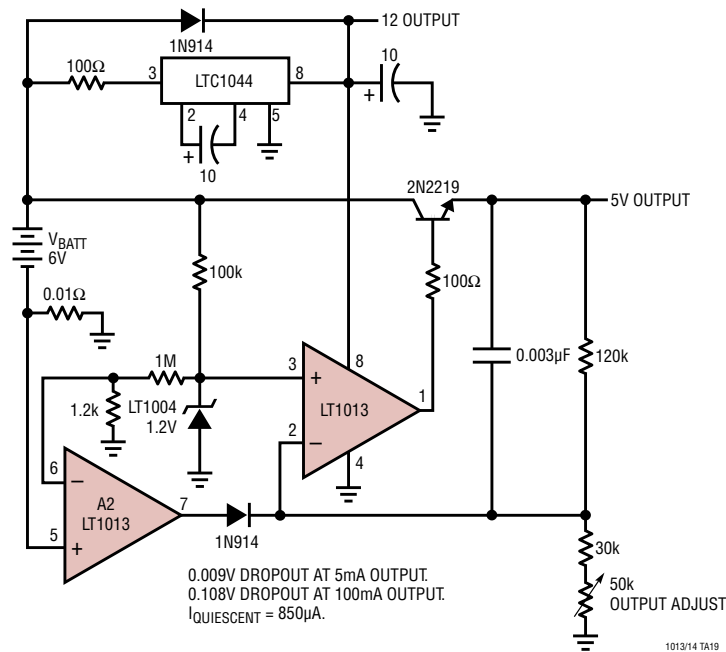 12 OUTPUT
1N914
100Ω
3
LTC1044
8
10
+
2
4
5
+
10
2N2219
5V OUTPUT
VBATT
6V
100k
100Ω
0.01Ω
0.003µF
120k
1M
3
+
8
LT1013
1
1.2k
LT1004
1.2V
2
–
4
6
–
A2
LT1013
7
5
+
1N914
30k
50k
OUTPUT ADJUST
0.009V DROPOUT AT 5mA OUTPUT.
0.108V DROPOUT AT 100mA OUTPUT.
IQUIESCENT = 850µA.
1013/14 TA19